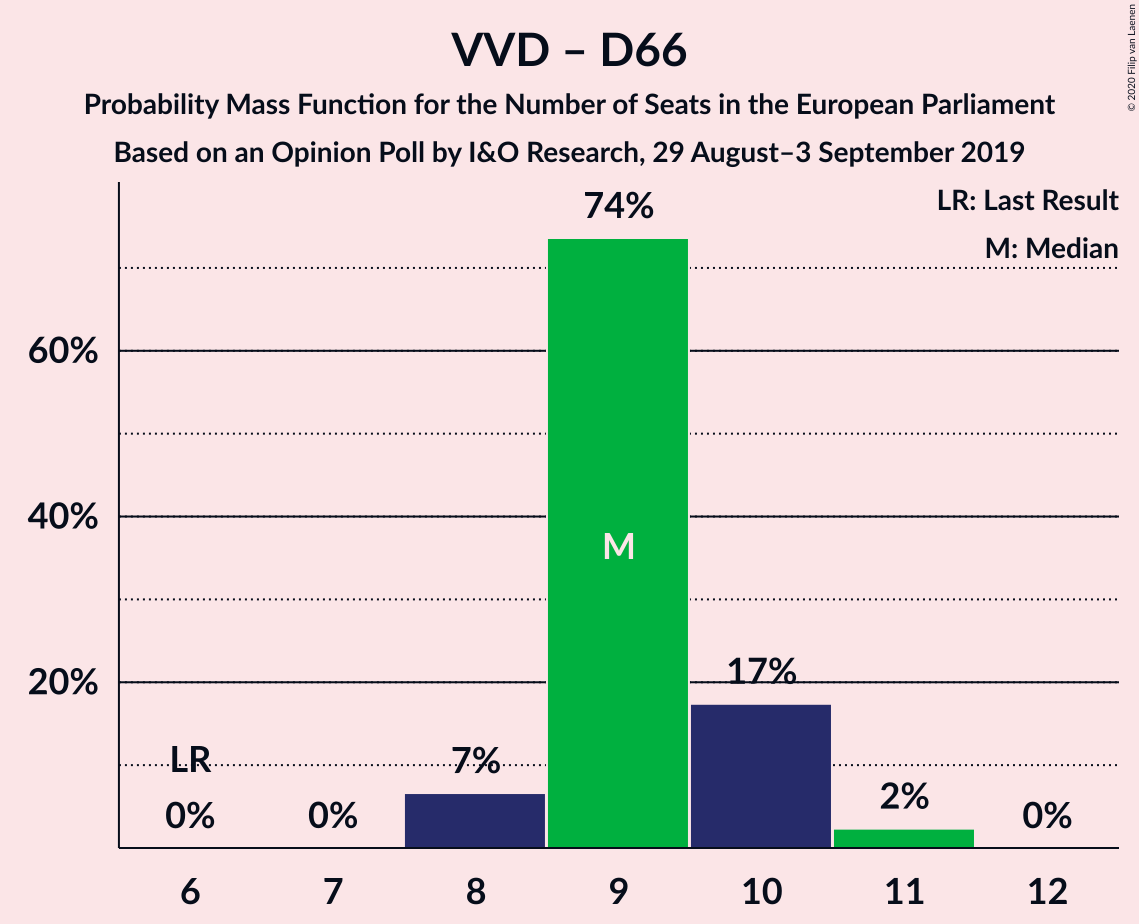 VVD – D66
Probability Mass Function for the Number of Seats in the European Parliament
Based on an Opinion Poll by I&O Research, 29 August–3 September 2019
© 2020 Filip van Laenen
LR: Last Result
M: Median
74%
60%
M
40%
17%
20%
LR
7%
2%
0%
0%
0%
6
7
8
9
10
11
12